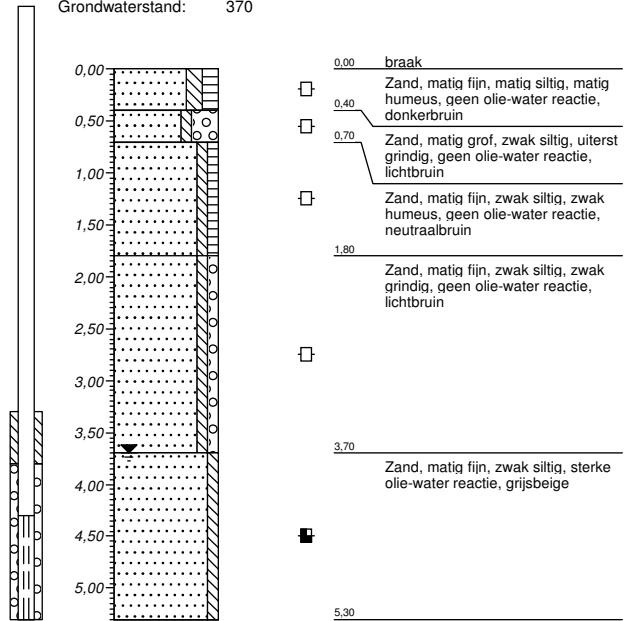 Grondwaterstand: 370
0,00
0,50
1,00
1,50
2,00
2,50
3,00
3,50
4,00
4,50
5,00
0,00 braak
Zand, matig fijn, matig siltig, matig
humeus, geen olie-water reactie,
donkerbruin
0,40
Zand, matig grof, zwak siltig, uiterst
grindig, geen olie-water reactie,
lichtbruin
0,70
Zand, matig fijn, zwak siltig, zwak
humeus, geen olie-water reactie,
neutraalbruin
1,80
Zand, matig fijn, zwak siltig, zwak
grindig, geen olie-water reactie,
lichtbruin
3,70
Zand, matig fijn, zwak siltig, sterke
olie-water reactie, grijsbeige
5,30